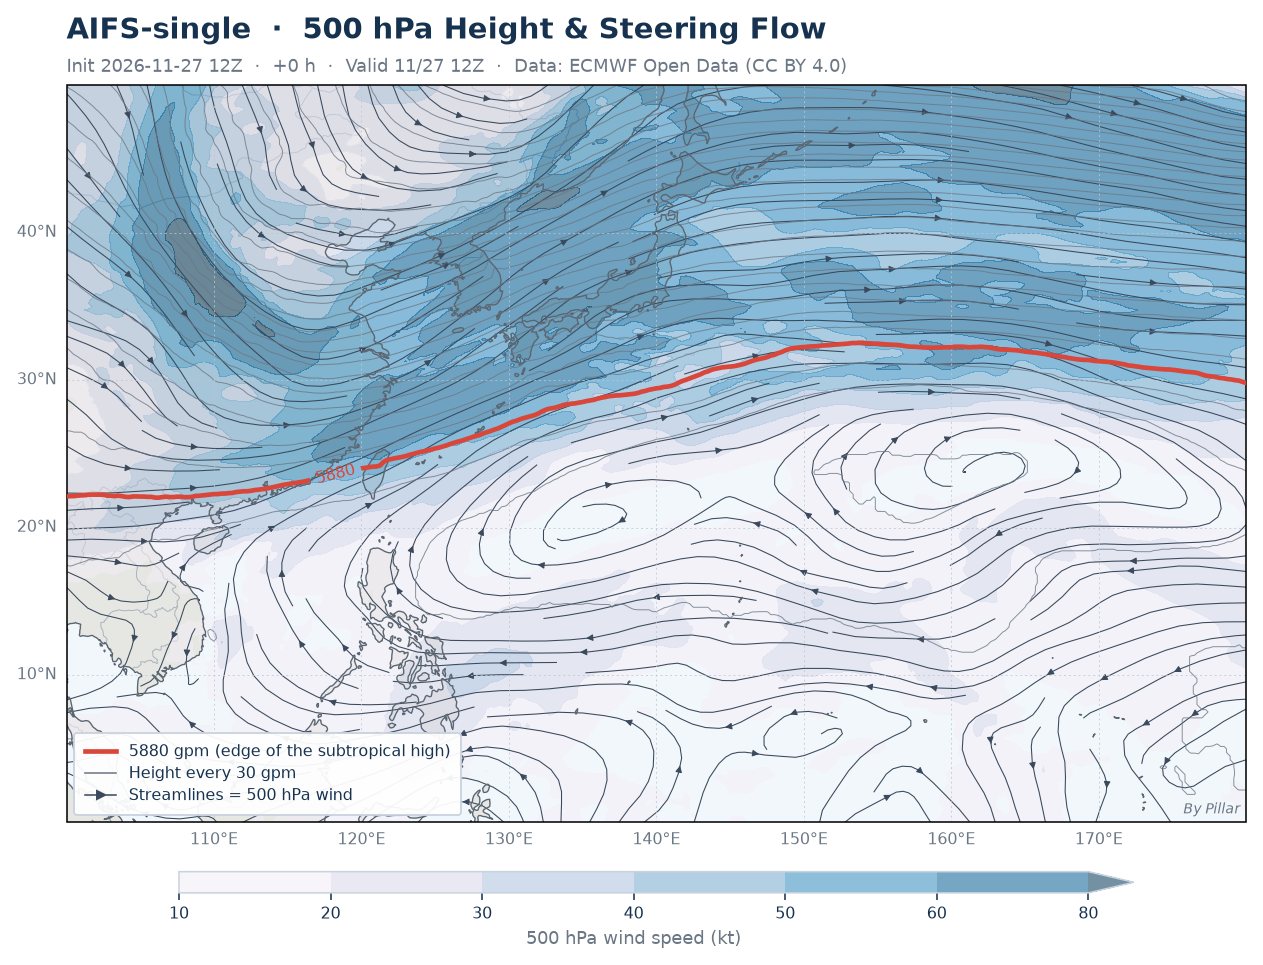 AIFS-single · 500 hPa Height & Steering Flow
Init 2026-11-27 12Z · +0 h · Valid 11/27 12Z · Data: ECMWF Open Data (CC BY 4.0)
40°N
30°N
20°N
10°N
5880
5880 gpm (edge of the subtropical high)
Height every 30 gpm
Streamlines = 500 hPa wind
By Pillar
110°E 120°E 130°E 140°E 150°E 160°E 170°E
10 20 30 40 50 60 80
500 hPa wind speed (kt)